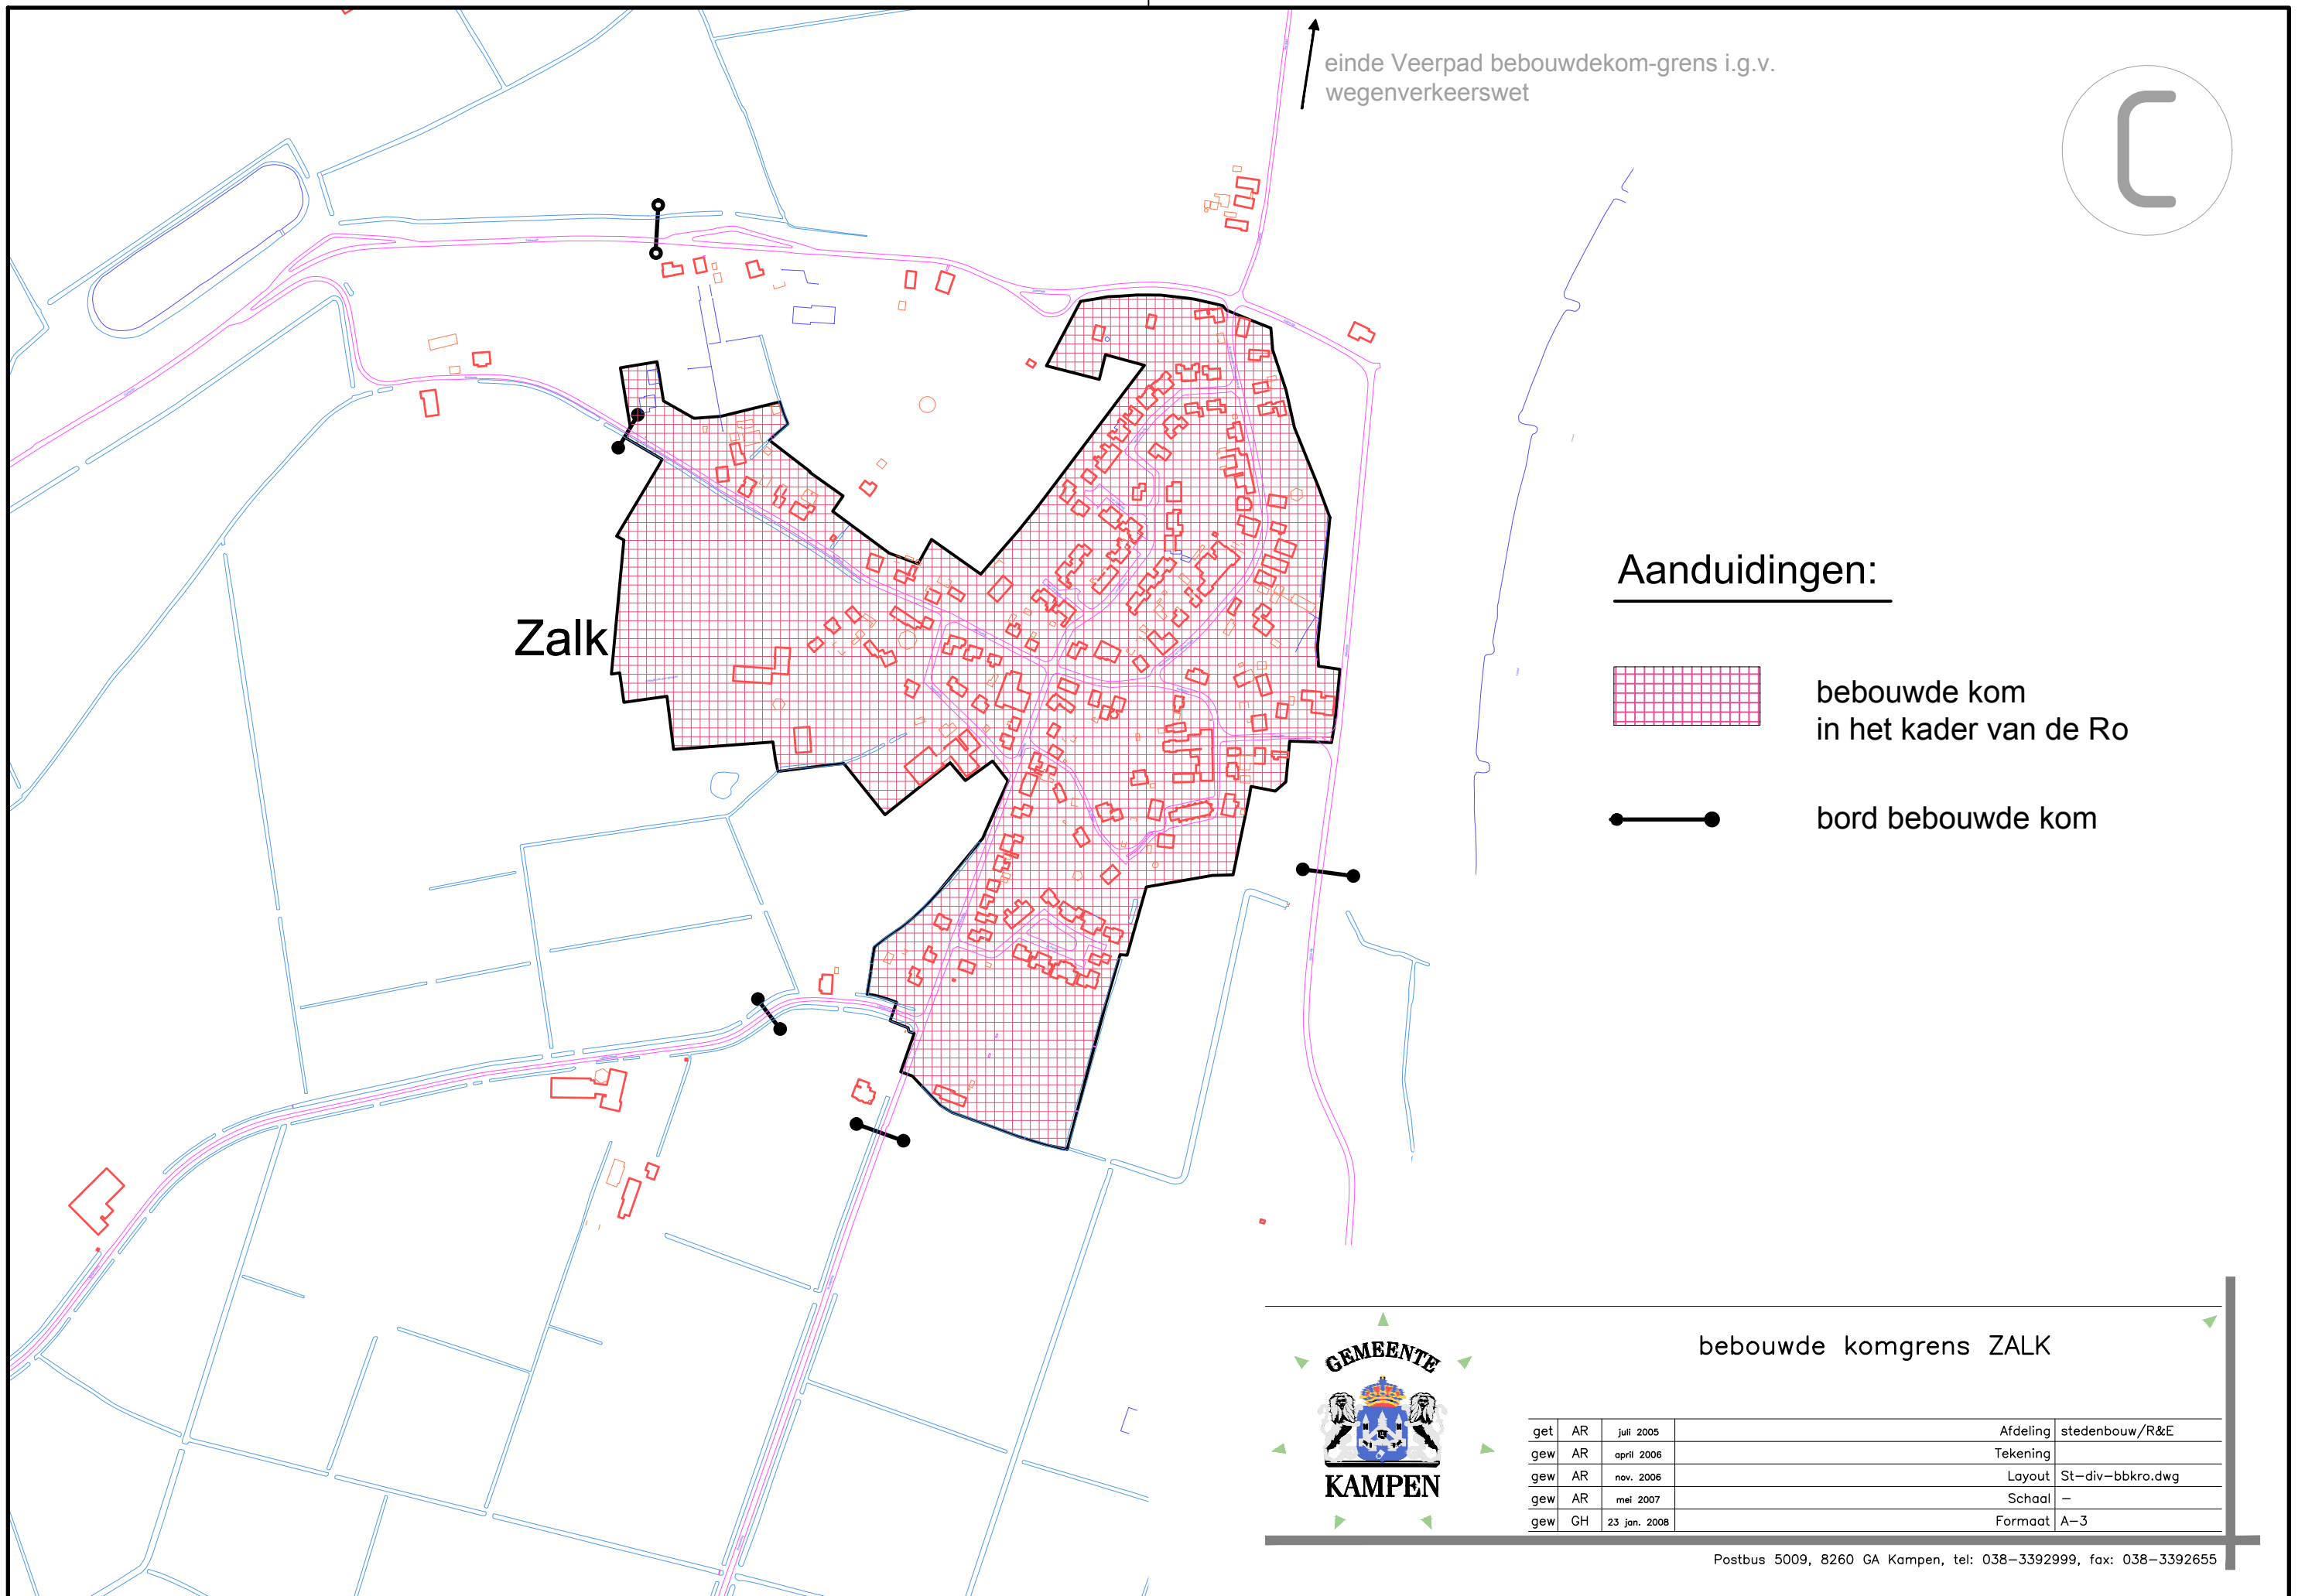 einde Veerpad bebouwdekom-grens i.g.v.
wegenverkeerswet
C
Zalk
Aanduidingen:
bebouwde kom
in het kader van de Ro
bord bebouwde kom
GEMEENTE
KAMPEN
bebouwde komgrens ZALK
get AR juli 2005 Afdeling stedenbouw/R&E
gew AR april 2006 Tekening
gew AR nov. 2006 Layout St-div-bbkro.dwg
gew AR mei 2007 Schaal -
gew GH 23 jan. 2008 Formaat A-3
Postbus 5009, 8260 GA Kampen, tel: 038-3392999, fax: 038-3392655